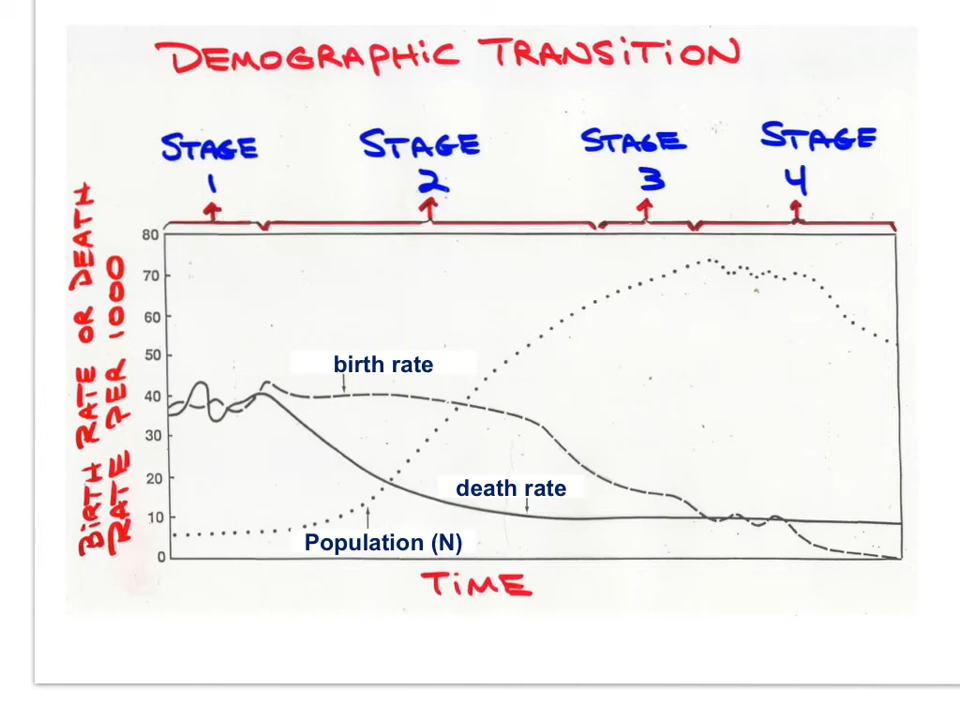 DEMOGRAPHIC TRANSITION
STAGE 1
STAGE 2
STAGE 3
STAGE 4
BIRTH RATE OR DEATH
RATE PER 1000
80
70
60
50
40
30
20
10
0
birth rate
death rate
Population (N)
TIME